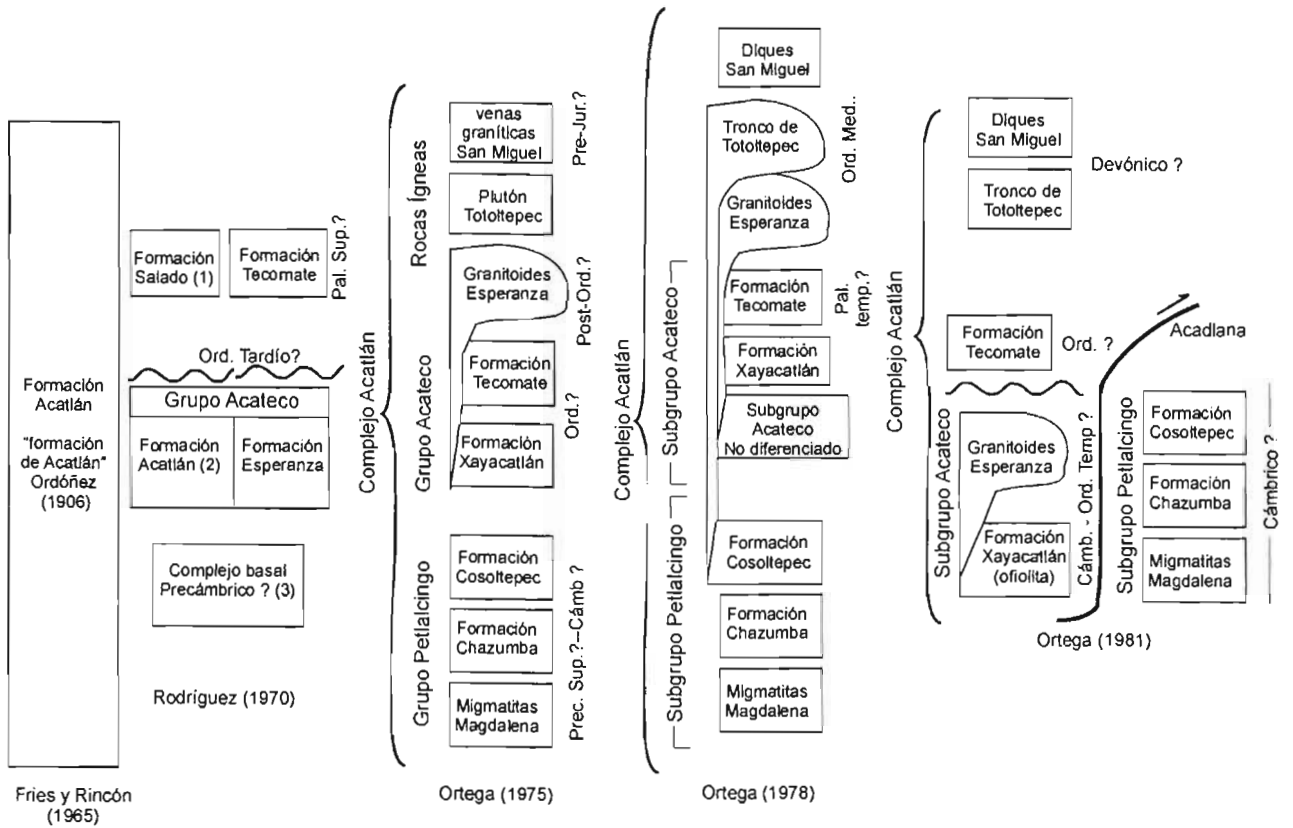 Formación
Acatlán
"formación
de Acatlán"
Ordóñez
(1906)
Fries y Rincón
(1965)
Formación
Salado (1)
Formación
Tecomate
Pal. Sup.?
Ord. Tardío?
Grupo Acateco
Formación
Acatlán (2)
Formación
Esperanza
Complejo basal
Precámbrico ? (3)
Rodríguez (1970)
Complejo Acatlán
Rocas Ígneas
venas
graníticas
San Miguel
Pre-Jur.?
Plutón
Totoltepec
Granitoides
Esperanza
Post-Ord.?
Grupo Acateco
Formación
Tecomate
Formación
Xayacatlán
Ord.?
Grupo Petlalcingo
Formación
Cosoltepec
Formación
Chazumba
Migmatitas
Magdalena
Prec. Sup.?–Cámb ?
Ortega (1975)
Complejo Acatlán
Diques
San Miguel
Tronco de
Totoltepec
Ord. Med..
Granitoides
Esperanza
Subgrupo Acateco
Formación
Tecomate
Pal.
temp.?
Formación
Xayacatlán
Subgrupo
Acateco
No diferenciado
Subgrupo Petlalcingo
Formación
Cosoltepec
Formación
Chazumba
Migmatitas
Magdalena
Ortega (1978)
Complejo Acatlán
Diques
San Miguel
Tronco de
Totoltepec
Devónico ?
Formación
Tecomate
Ord. ?
Acadiana
Subgrupo Acateco
Granitoides
Esperanza
Formación
Xayacatlán
(ofiolita)
Cámb. - Ord. Temp ?
Subgrupo Petlalcingo
Formación
Cosoltepec
Formación
Chazumba
Migmatitas
Magdalena
Cámbrico ?
Ortega (1981)